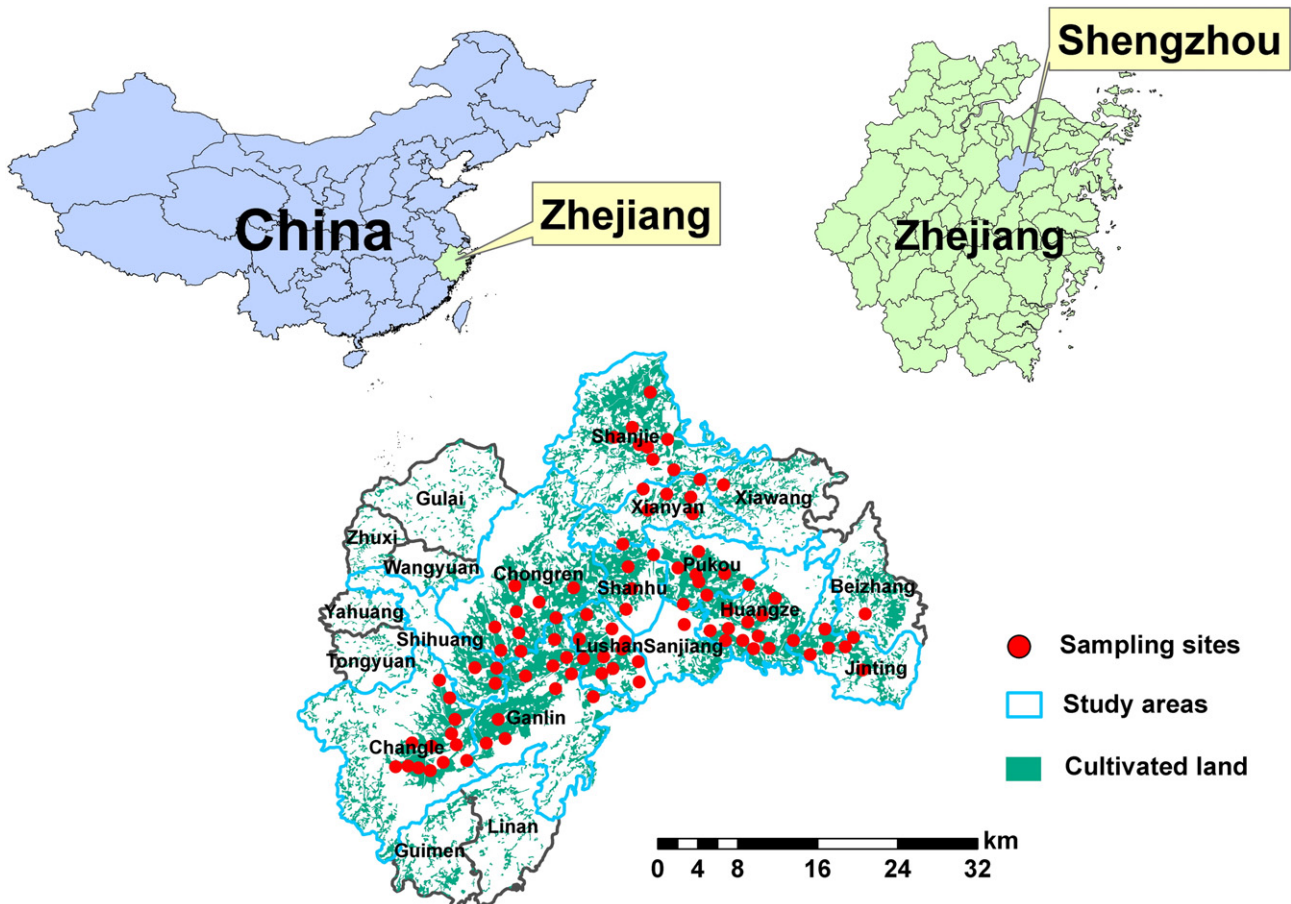 Shengzhou
China
Zhejiang
Zhejiang
Shanjie
Gulai
Xianyan
Xiawang
Zhuxi
Wangyuan
Chongren
Shanhu
Pukou
Beizhang
Yahuang
Huangze
Shihuang
Lushan
Sanjiang
Tongyuan
Jinting
Ganlin
Changle
Linan
Guimen
Sampling sites
Study areas
Cultivated land
km
0 4 8 16 24 32